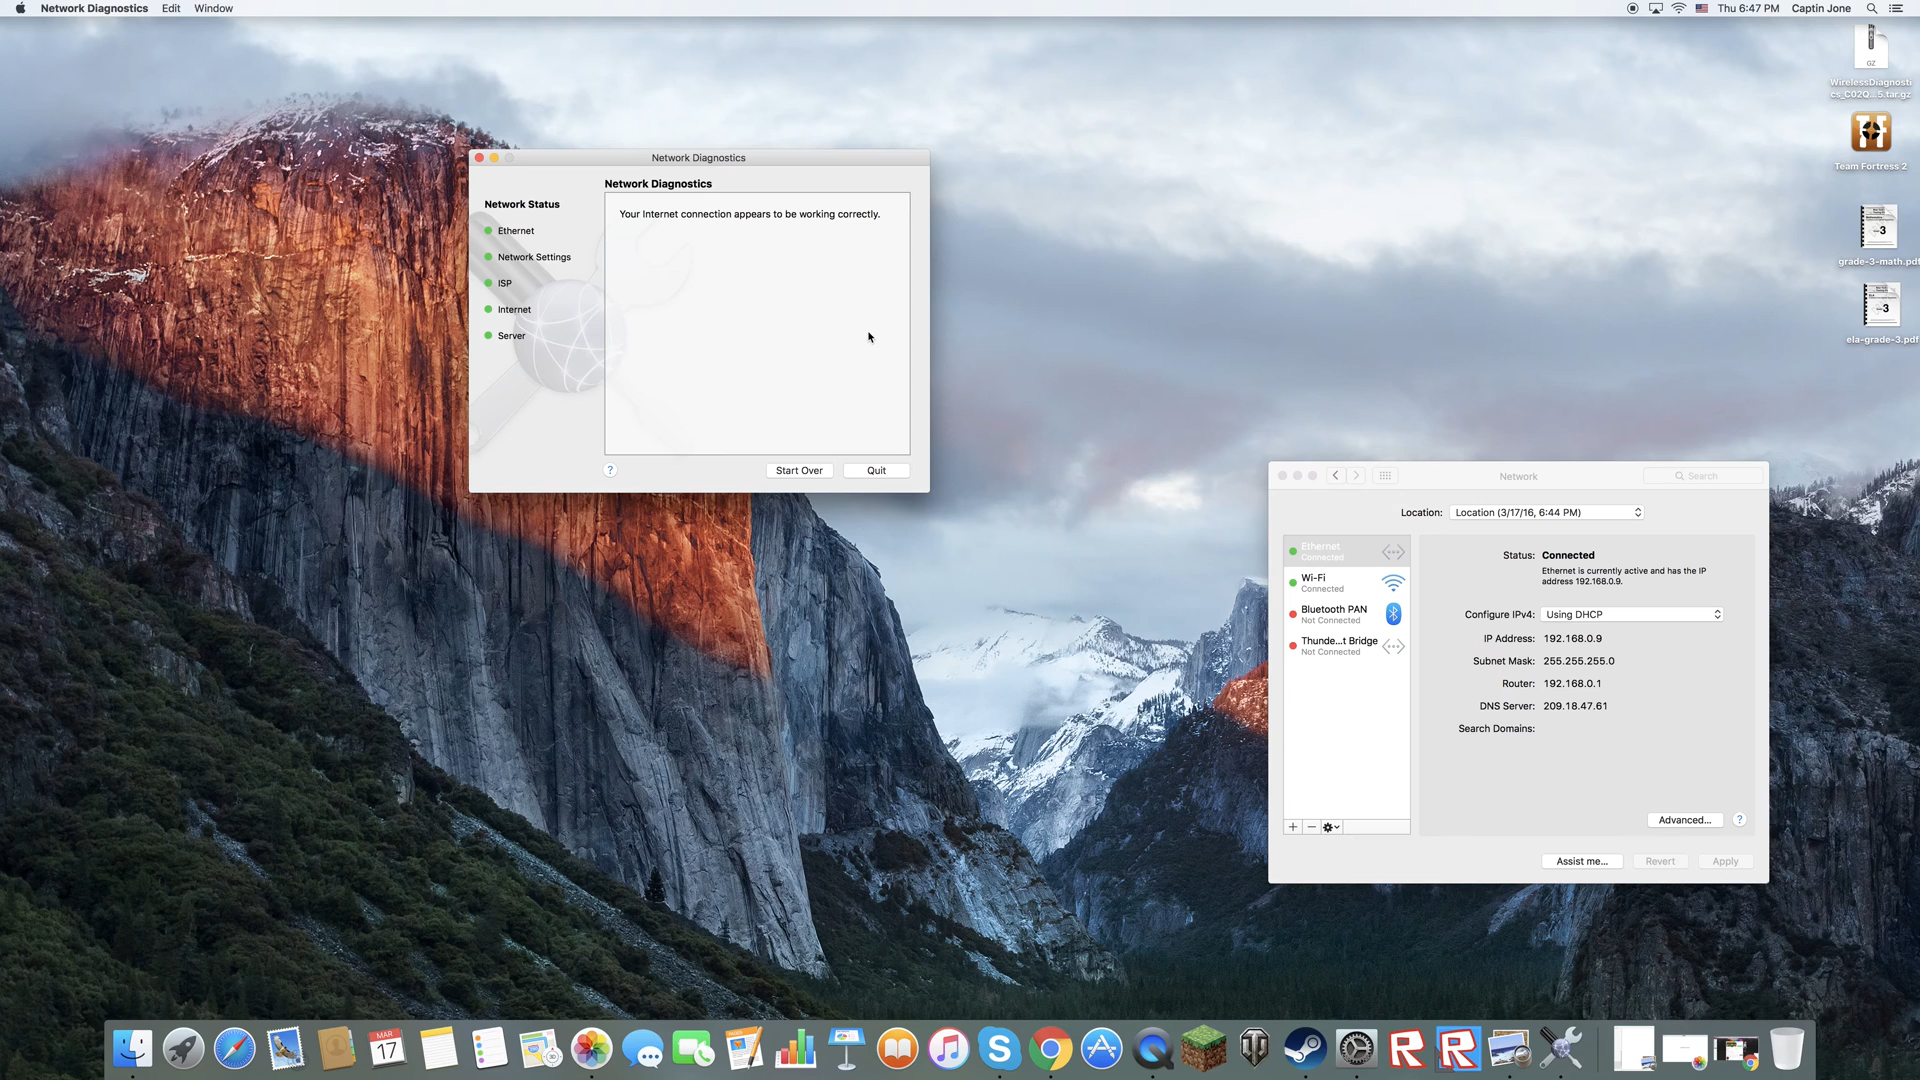 Network Diagnostics Edit Window
Thu 6:47 PM Captin Jone
GZ
WirelessDiagnosti
cs_C02Q...5.tar.gz
Team Fortress 2
3
grade-3-math.pdf
3
ela-grade-3.pdf
Network Diagnostics
Network Diagnostics
Network Status
Ethernet
Network Settings
ISP
Internet
Server
Your Internet connection appears to be working correctly.
? Start Over Quit
Network
Search
Location: Location (3/17/16, 6:44 PM)
Ethernet
Connected
Wi-Fi
Connected
Bluetooth PAN
Not Connected
Thunde...t Bridge
Not Connected
Status: Connected
Ethernet is currently active and has the IP
address 192.168.0.9.
Configure IPv4: Using DHCP
IP Address: 192.168.0.9
Subnet Mask: 255.255.255.0
Router: 192.168.0.1
DNS Server: 209.18.47.61
Search Domains:
Advanced... ?
Assist me... Revert Apply
MAR
17